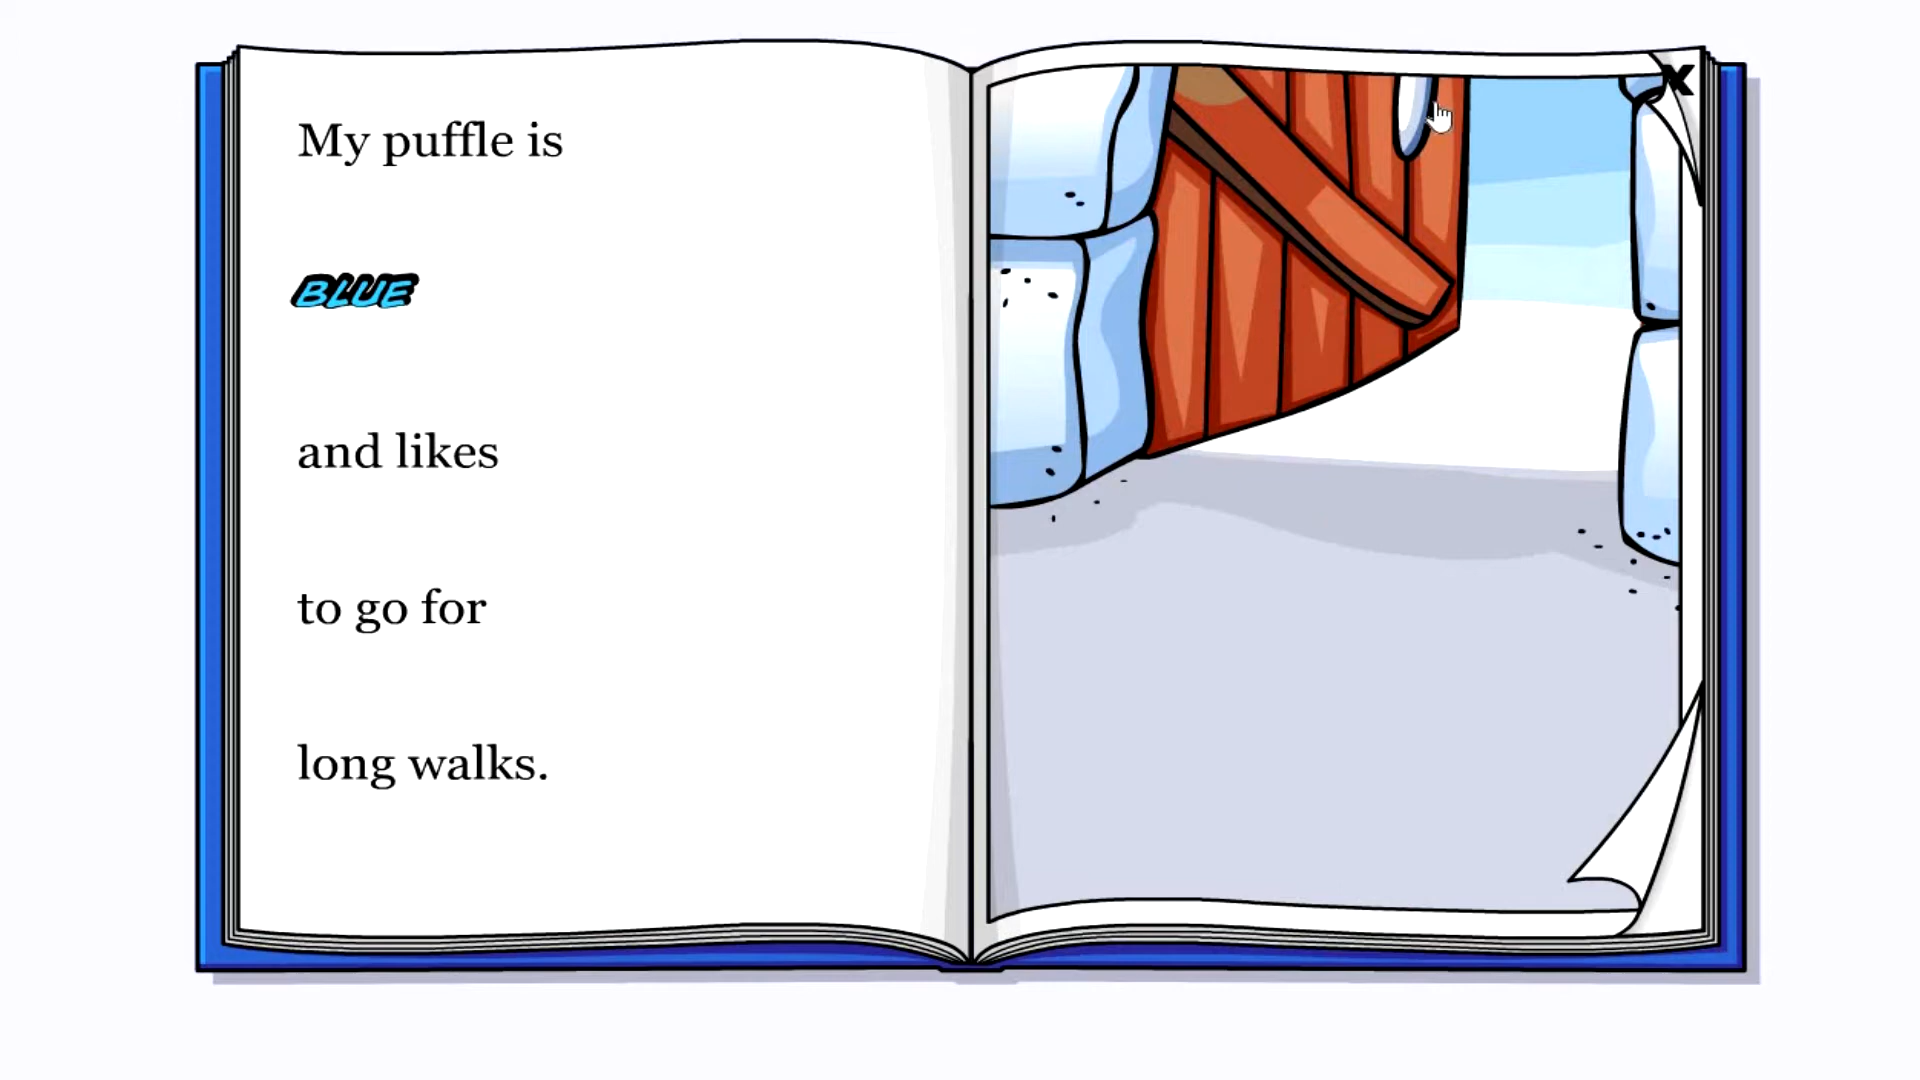 My puffle is
BLUE
and likes
to go for
long walks.
X